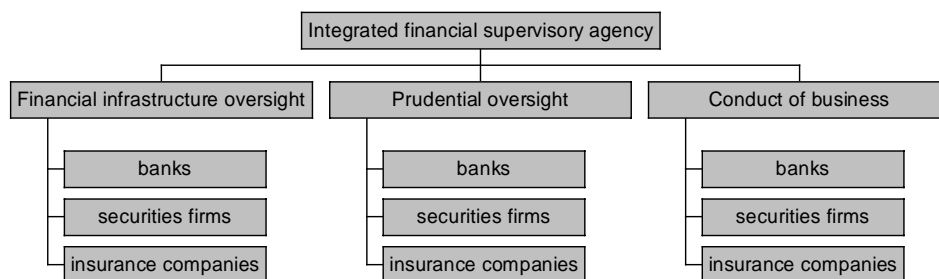 Integrated financial supervisory agency
Financial infrastructure oversight
Prudential oversight
Conduct of business
banks
banks
banks
securities firms
securities firms
securities firms
insurance companies
insurance companies
insurance companies